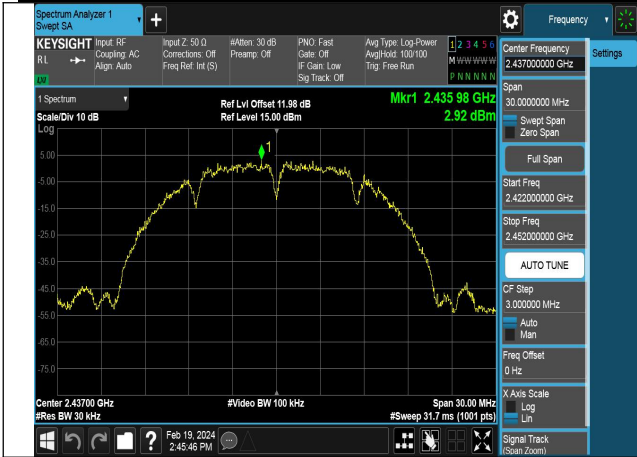 Spectrum Analyzer 1
Swept SA
+
Frequency
KEYSIGHT
R L
Input: RF
Coupling: AC
Align: Auto
Input Z: 50 Ω
Corrections: Off
Freq Ref: Int (S)
#Atten: 30 dB
Preamp: Off
PNO: Fast
Gate: Off
IF Gain: Low
Sig Track: Off
Avg Type: Log-Power
Avg|Hold: 100/100
Trig: Free Run
1 2 3 4 5 6
M W W W W W
P N N N N N
Center Frequency
2.437000000 GHz
Settings
Span
30.0000000 MHz
Swept Span
Zero Span
Full Span
Start Freq
2.422000000 GHz
Stop Freq
2.452000000 GHz
AUTO TUNE
CF Step
3.000000 MHz
Auto
Man
Freq Offset
0 Hz
X Axis Scale
Log
Lin
Signal Track
(Span Zoom)
1 Spectrum
Scale/Div 10 dB
Ref Lvl Offset 11.98 dB
Ref Level 15.00 dBm
Mkr1 2.435 98 GHz
2.92 dBm
Log
1
5.00
-5.00
-15.0
-25.0
-35.0
-45.0
-55.0
-65.0
-75.0
Center 2.43700 GHz
#Res BW 30 kHz
#Video BW 100 kHz
Span 30.00 MHz
#Sweep 31.7 ms (1001 pts)
?
Feb 19, 2024
2:45:46 PM